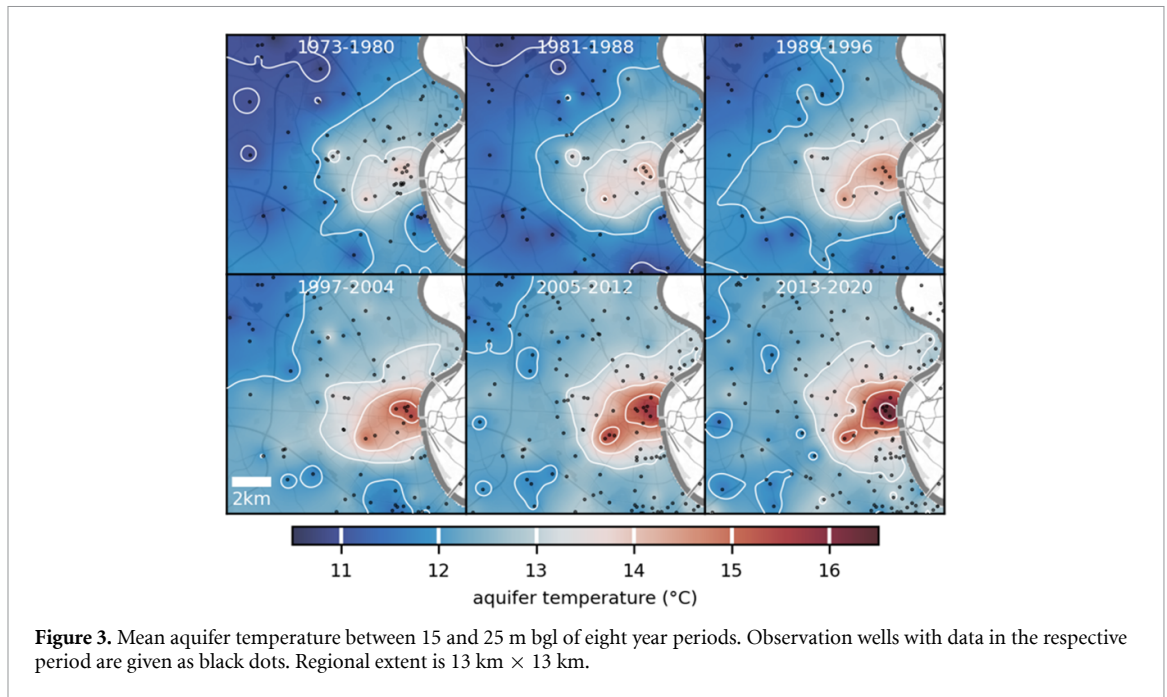 1973-1980
1981-1988
1989-1996
1997-2004
2005-2012
2013-2020
2km
11 12 13 14 15 16
aquifer temperature (°C)
Figure 3. Mean aquifer temperature between 15 and 25 m bgl of eight year periods. Observation wells with data in the respective
period are given as black dots. Regional extent is 13 km × 13 km.